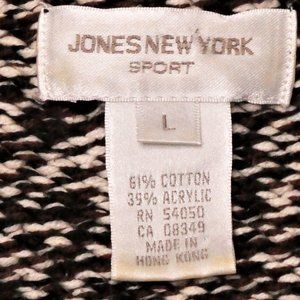 JONES NEW YORK
SPORT
L
61% COTTON
39% ACRYLIC
RN 54050
CA 08349
MADE IN
HONG KONG